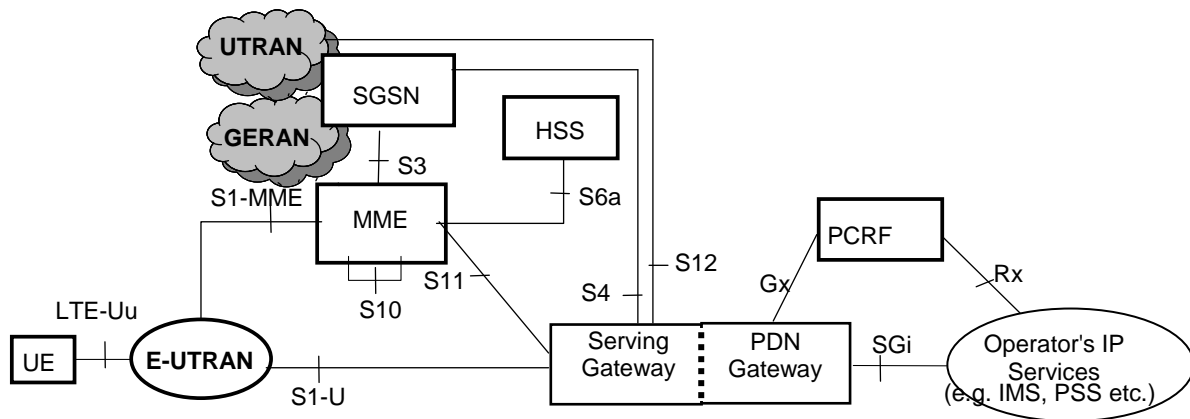 UTRAN
SGSN
HSS
GERAN
S3
S1-MME
S6a
MME
PCRF
S11
S12
Rx
S10
S4
Gx
LTE-Uu
UE
E-UTRAN
Serving
Gateway
PDN
Gateway
SGi
Operator's IP
Services
(e.g. IMS, PSS etc.)
S1-U